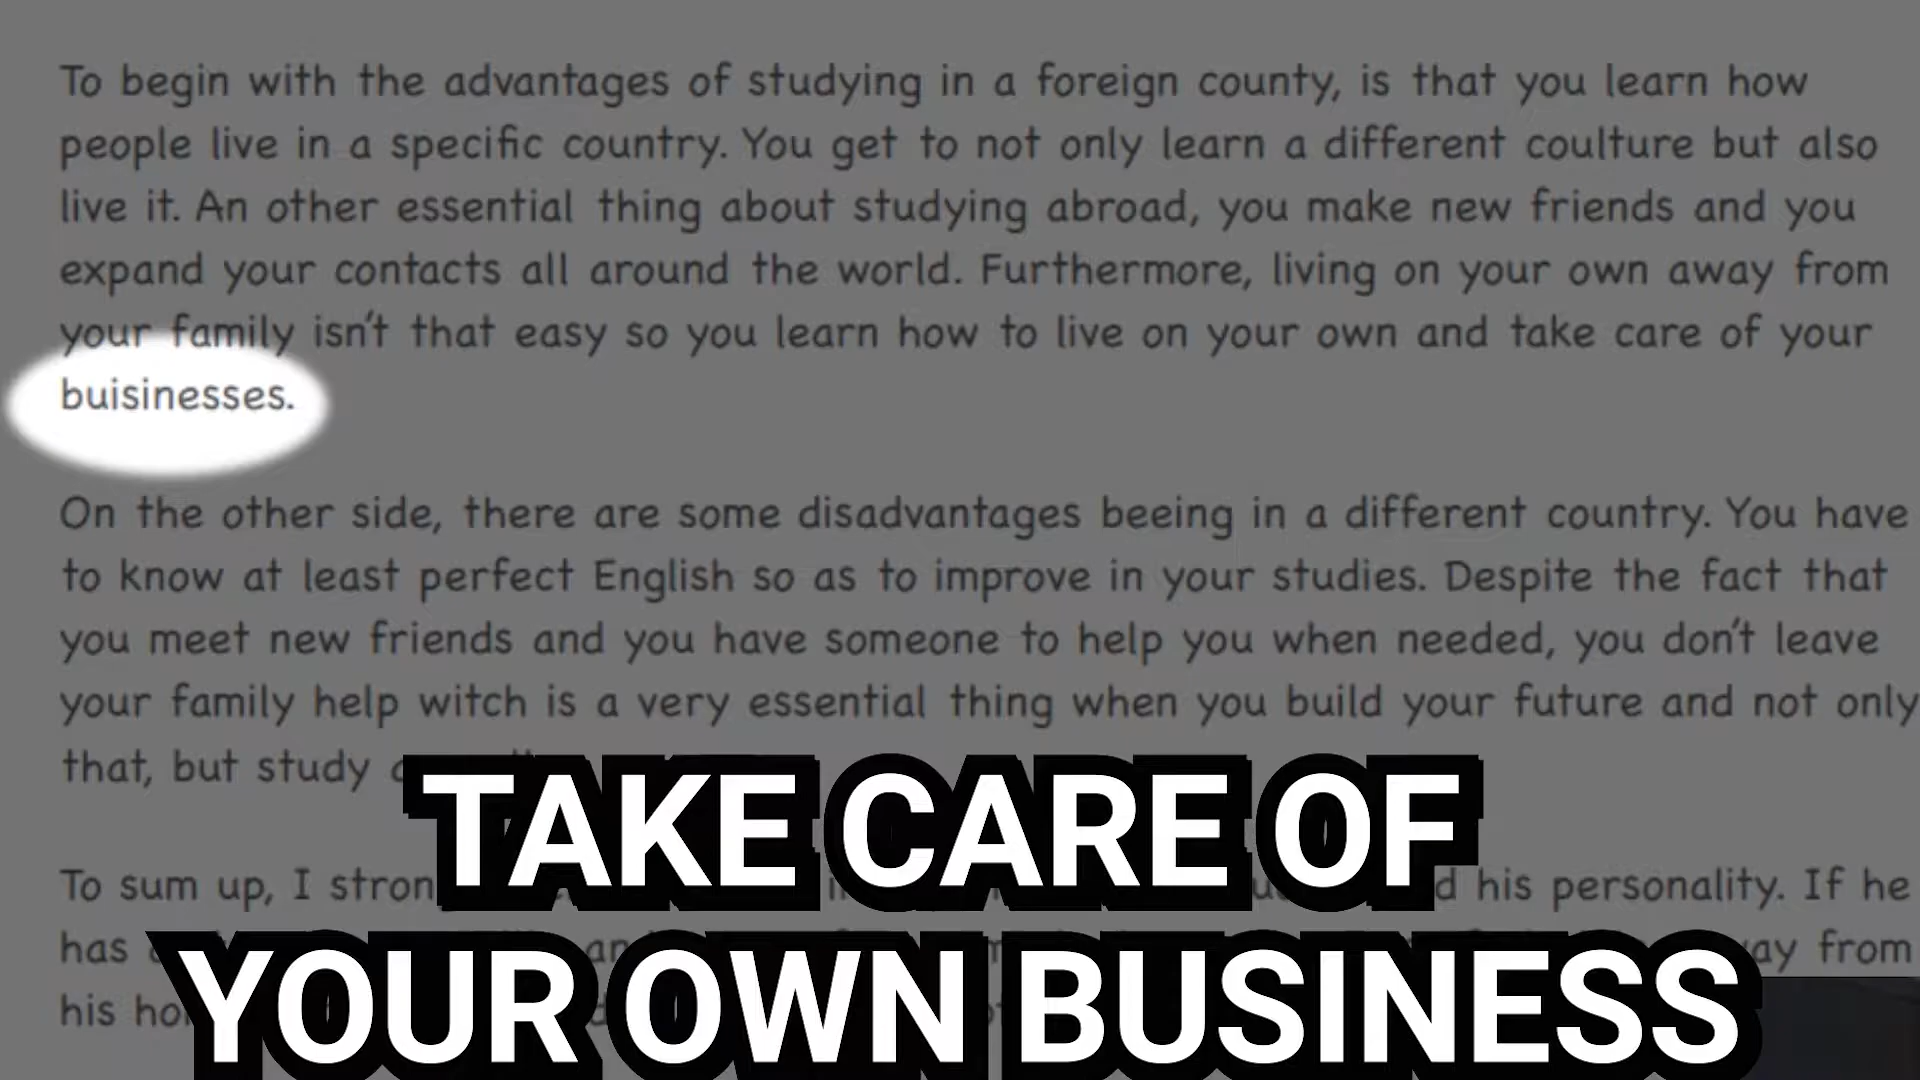 To begin with the advantages of studying in a foreign county, is that you learn how
people live in a specific country. You get to not only learn a different coulture but also
live it. An other essential thing about studying abroad, you make new friends and you
expand your contacts all around the world. Furthermore, living on your own away from
your family isn't that easy so you learn how to live on your own and take care of your
buisinesses.
On the other side, there are some disadvantages beeing in a different country. You have
to know at least perfect English so as to improve in your studies. Despite the fact that
you meet new friends and you have someone to help you when needed, you don't leave
your family help witch is a very essential thing when you build your future and not only
that, but study
To sum up, I his personality. If he
has from
his
TAKE CARE OF
YOUR OWN BUSINESS